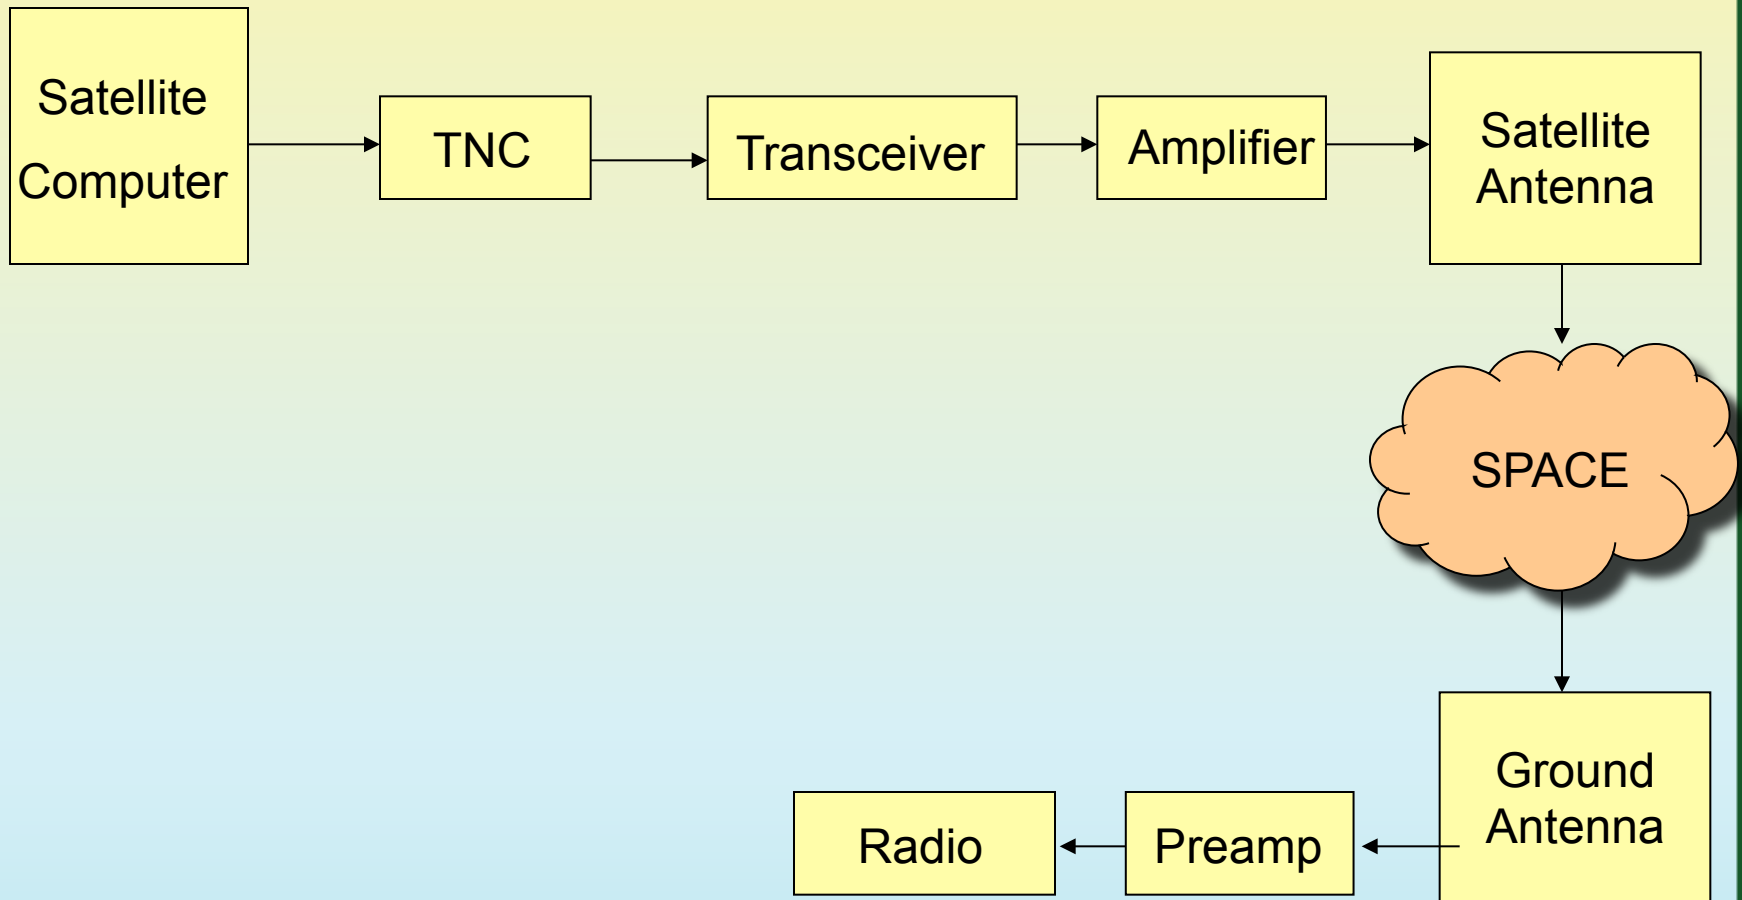 Satellite
Computer
TNC
Transceiver
Amplifier
Satellite
Antenna
SPACE
Ground
Antenna
Preamp
Radio